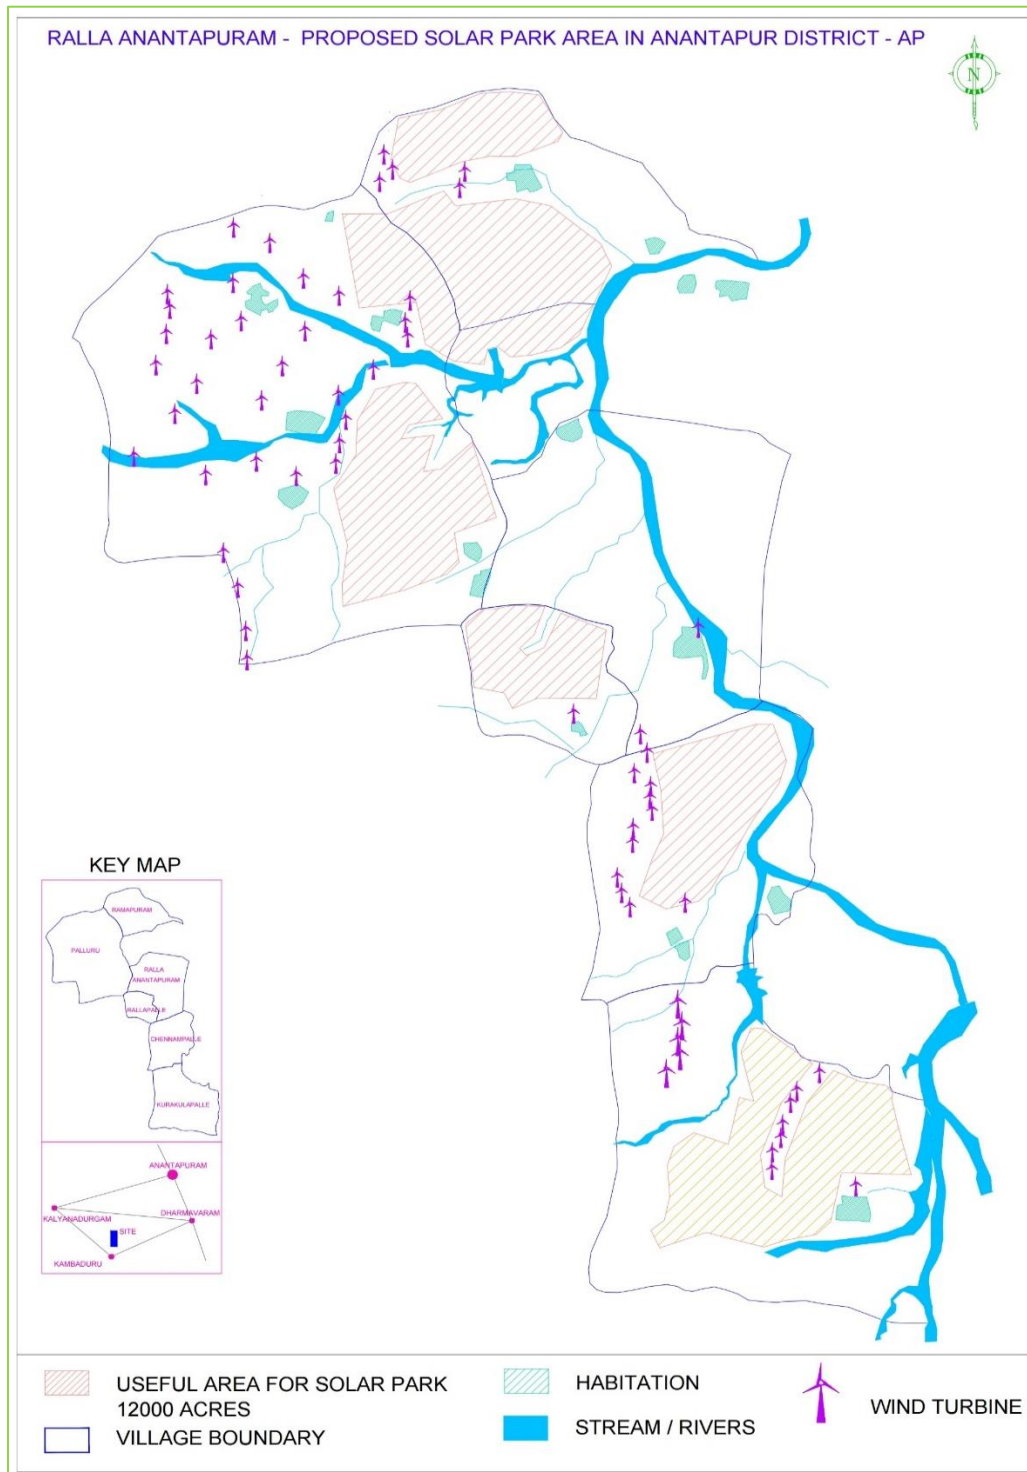 RALLA ANANTAPURAM - PROPOSED SOLAR PARK AREA IN ANANTAPUR DISTRICT - AP
N
KEY MAP
RAMAPURAM
PALLURU
RALLA
ANANTAPURAM
RALLAPALLE
CHENNAMPALLE
KURAKULAPALLE
ANANTAPURAM
KALYANADURGAM
DHARMAVARAM
SITE
KAMBADURU
USEFUL AREA FOR SOLAR PARK
12000 ACRES
VILLAGE BOUNDARY
HABITATION
STREAM / RIVERS
WIND TURBINE